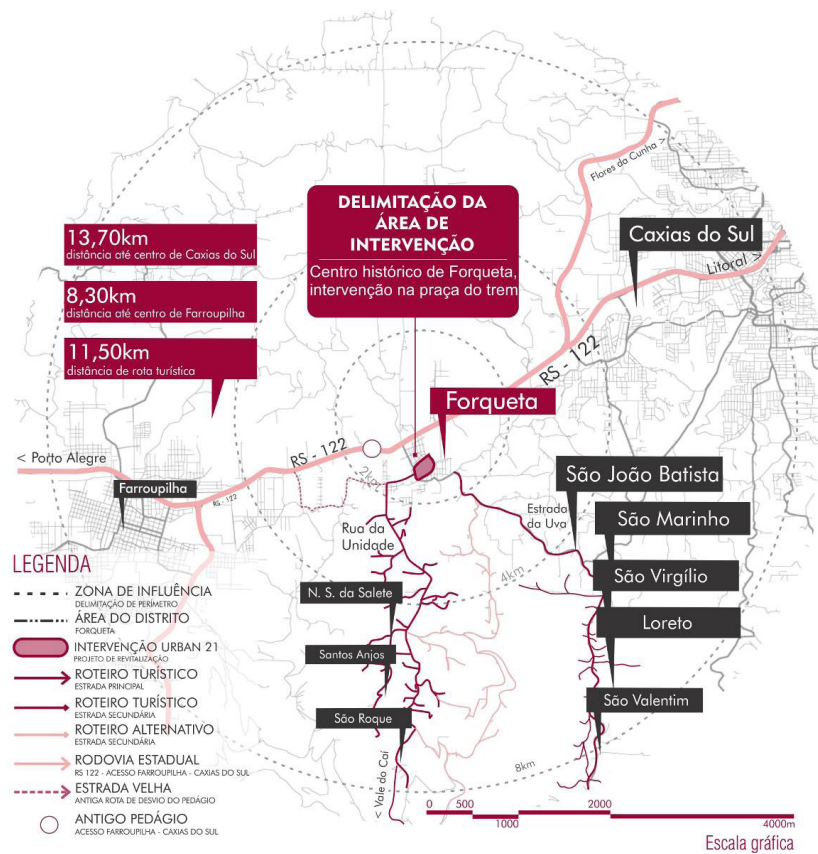 DELIMITAÇÃO DA
ÁREA DE
INTERVENÇÃO
Centro histórico de Forqueta,
intervenção na praça do trem
13,70km
distância até centro de Caxias do Sul
8,30km
distância até centro de Farroupilha
11,50km
distância de rota turística
Flores da Cunha >
Caxias do Sul
Litoral >
RS - 122
Forqueta
RS - 122
< Porto Alegre
Farroupilha
RS - 122
2km
São João Batista
Estrada
da Uva
São Marinho
Rua da
Unidade
São Virgílio
4km
N. S. da Salete
Loreto
Santos Anjos
São Valentim
São Roque
8km
< Vale do Caí
LEGENDA
ZONA DE INFLUÊNCIA
DELIMITAÇÃO DE PERÍMETRO
ÁREA DO DISTRITO
FORQUETA
INTERVENÇÃO URBAN 21
PROJETO DE REVITALIZAÇÃO
ROTEIRO TURÍSTICO
ESTRADA PRINCIPAL
ROTEIRO TURÍSTICO
ESTRADA SECUNDÁRIA
ROTEIRO ALTERNATIVO
ESTRADA SECUNDÁRIA
RODOVIA ESTADUAL
RS 122 - ACESSO FARROUPILHA - CAXIAS DO SUL
ESTRADA VELHA
ANTIGA ROTA DE DESVIO DO PEDÁGIO
ANTIGO PEDÁGIO
ACESSO FARROUPILHA - CAXIAS DO SUL
0 500 2000
1000 4000m
Escala gráfica